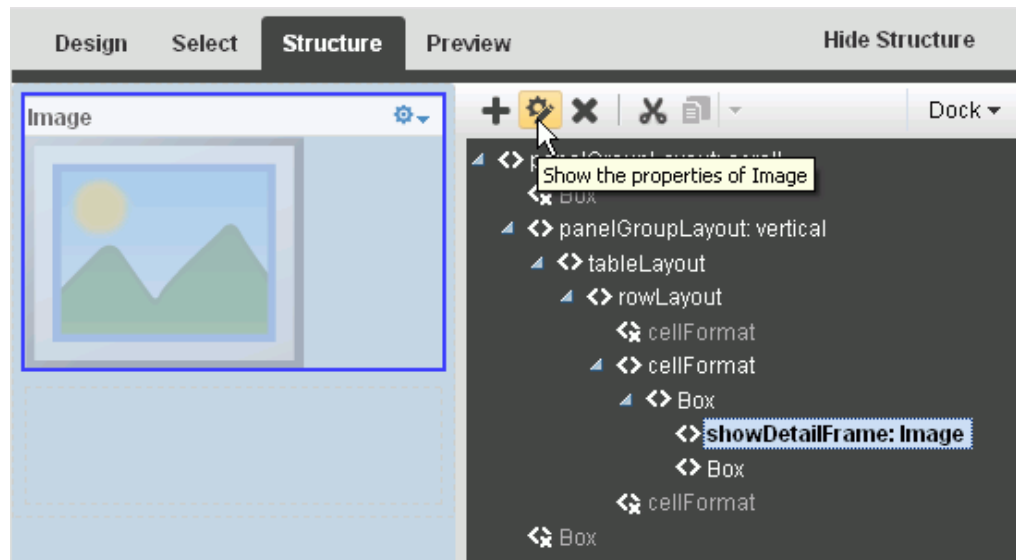 Design Select Structure Preview Hide Structure
Image
Dock
Show the properties of Image
Box
panelGroupLayout: vertical
tableLayout
rowLayout
cellFormat
cellFormat
Box
showDetailFrame: Image
Box
cellFormat
Box